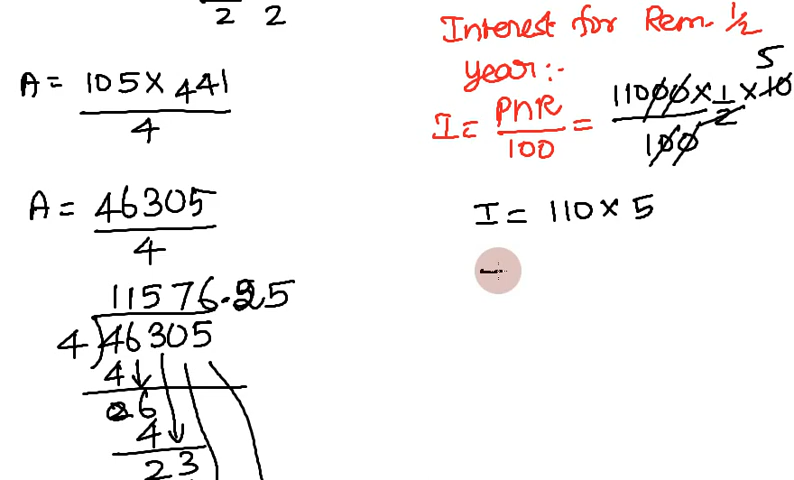 2 2
A = 105 × 441
4
A = 46305
4
11576.25
4)46305
4
06
4
23
Interest for Rem. 1/2
year:-
I = PNR = 11000 × 1 × 10 5
100 100 2
I = 110 × 5